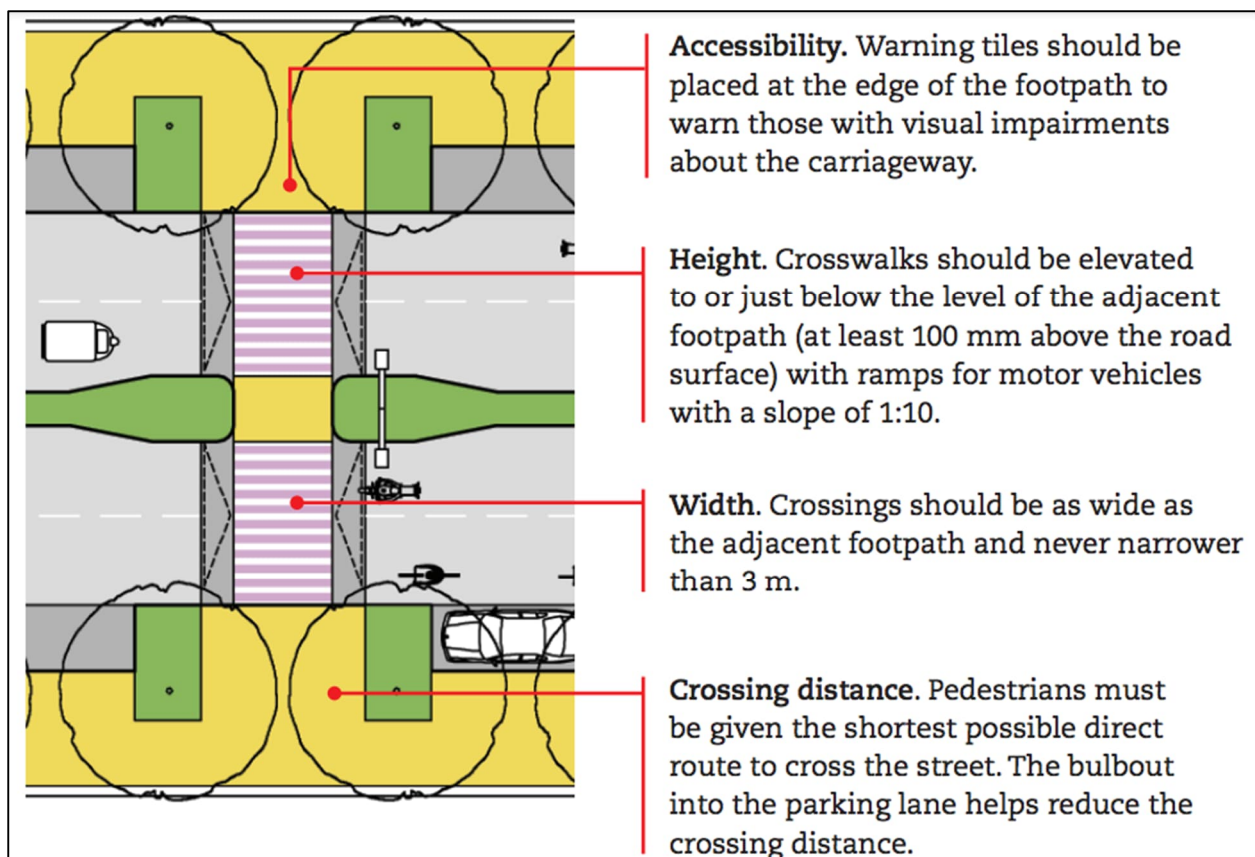 Accessibility. Warning tiles should be
placed at the edge of the footpath to
warn those with visual impairments
about the carriageway.
Height. Crosswalks should be elevated
to or just below the level of the adjacent
footpath (at least 100 mm above the road
surface) with ramps for motor vehicles
with a slope of 1:10.
Width. Crossings should be as wide as
the adjacent footpath and never narrower
than 3 m.
Crossing distance. Pedestrians must
be given the shortest possible direct
route to cross the street. The bulbout
into the parking lane helps reduce the
crossing distance.